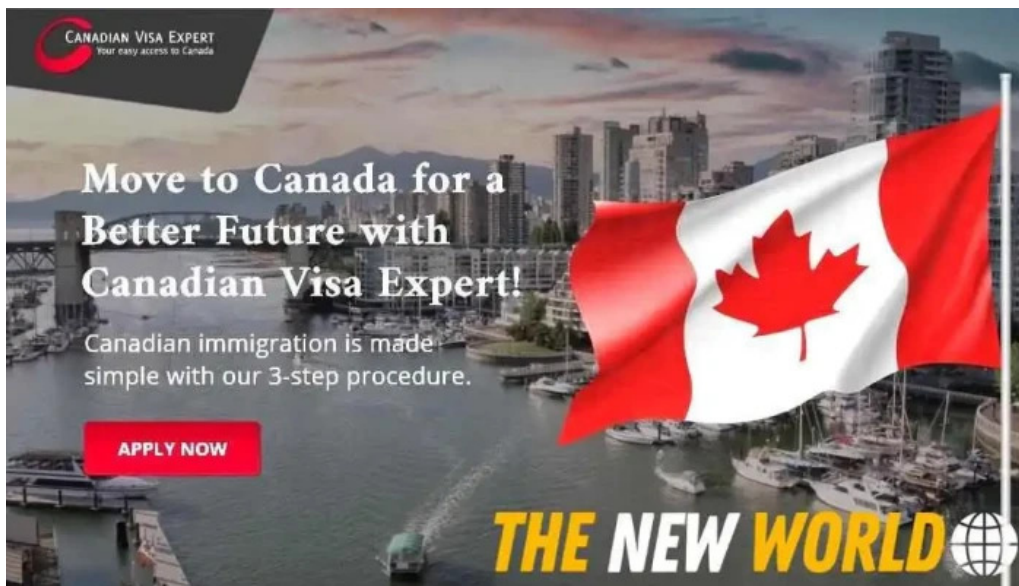 CANADIAN VISA EXPERT
Your easy access to Canada
Move to Canada for a
Better Future with
Canadian Visa Expert!
Canadian immigration is made
simple with our 3-step procedure.
APPLY NOW
THE NEW WORLD